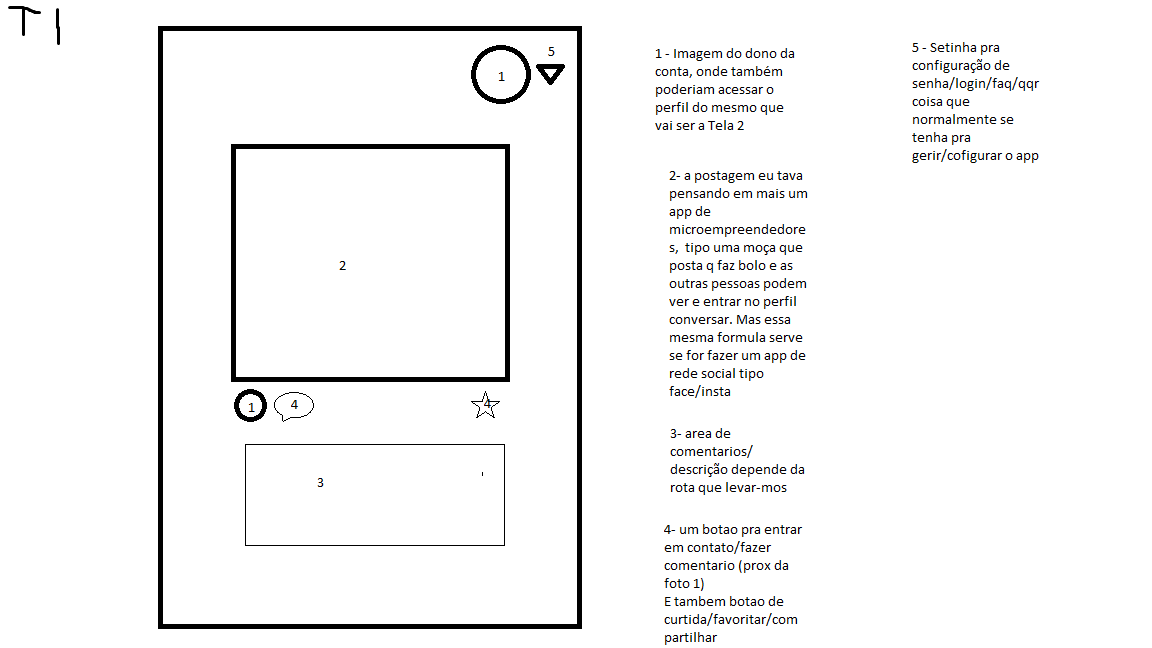 T1
5
1
2
1
4
4
3
1 - Imagem do dono da
conta, onde também
poderiam acessar o
perfil do mesmo que
vai ser a Tela 2
2- a postagem eu tava
pensando em mais um
app de
microempreendedore
s,  tipo uma moça que
posta q faz bolo e as
outras pessoas podem
ver e entrar no perfil
conversar. Mas essa
mesma formula serve
se for fazer um app de
rede social tipo
face/insta
3- area de
comentarios/
descrição depende da
rota que levar-mos
4- um botao pra entrar
em contato/fazer
comentario (prox da
foto 1)
E tambem botao de
curtida/favoritar/com
partilhar
5 - Setinha pra
configuração de
senha/login/faq/qqr
coisa que
normalmente se
tenha pra
gerir/cofigurar o app